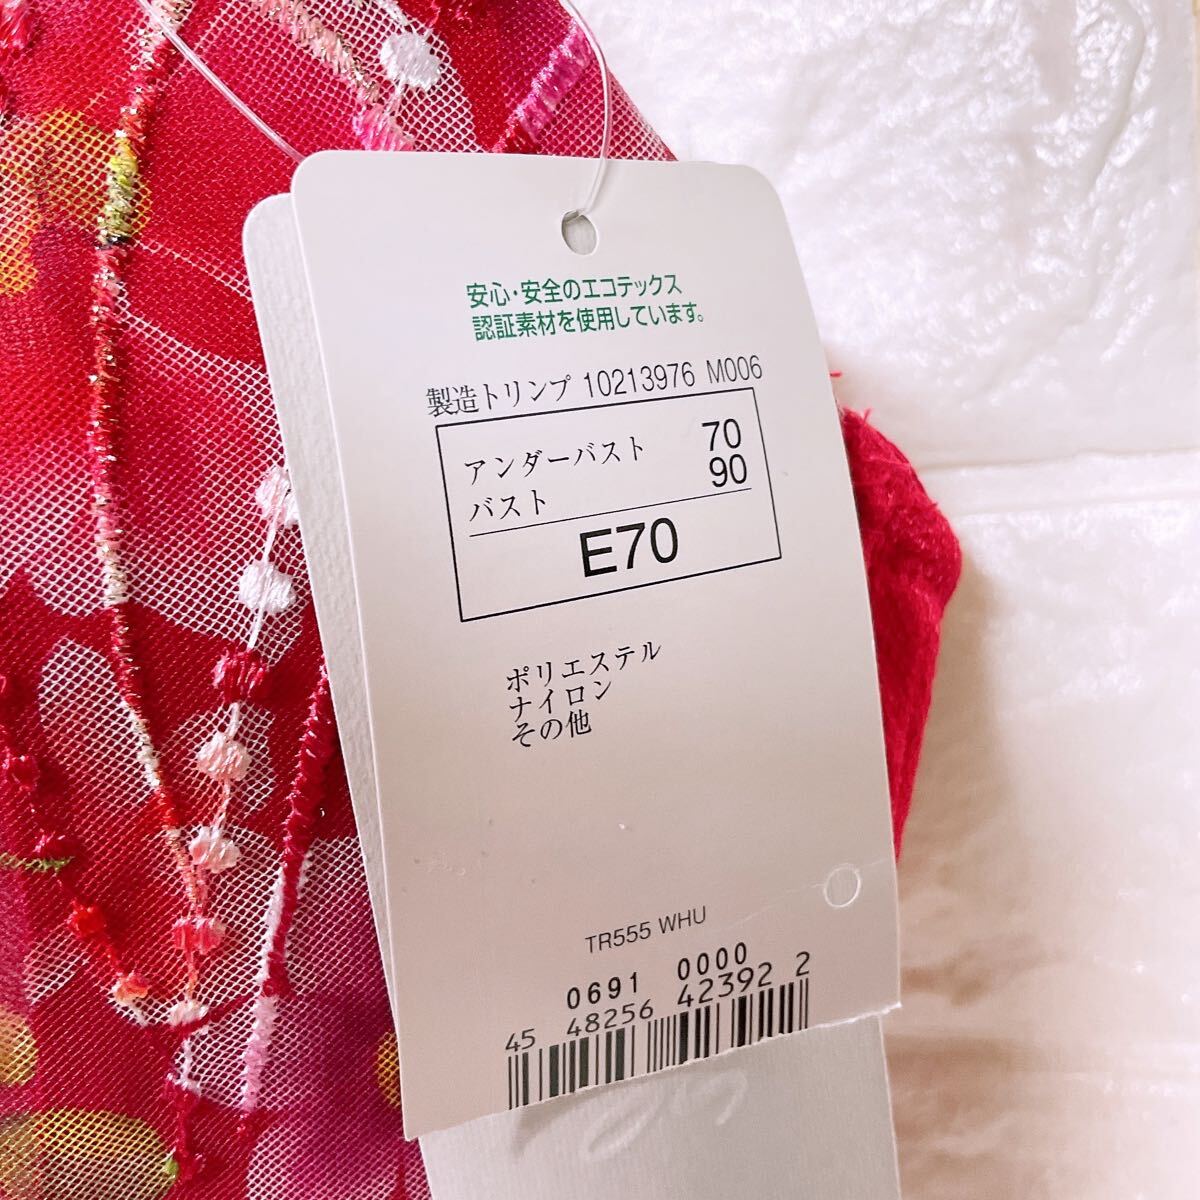 安心・安全のエコテックス
認証素材を使用しています。
製造トリンプ 10213976 M006
アンダーバスト 70
バスト 90
E70
ポリエステル
ナイロン
その他
TR555 WHU
0691 0000
45 48256 42392 2